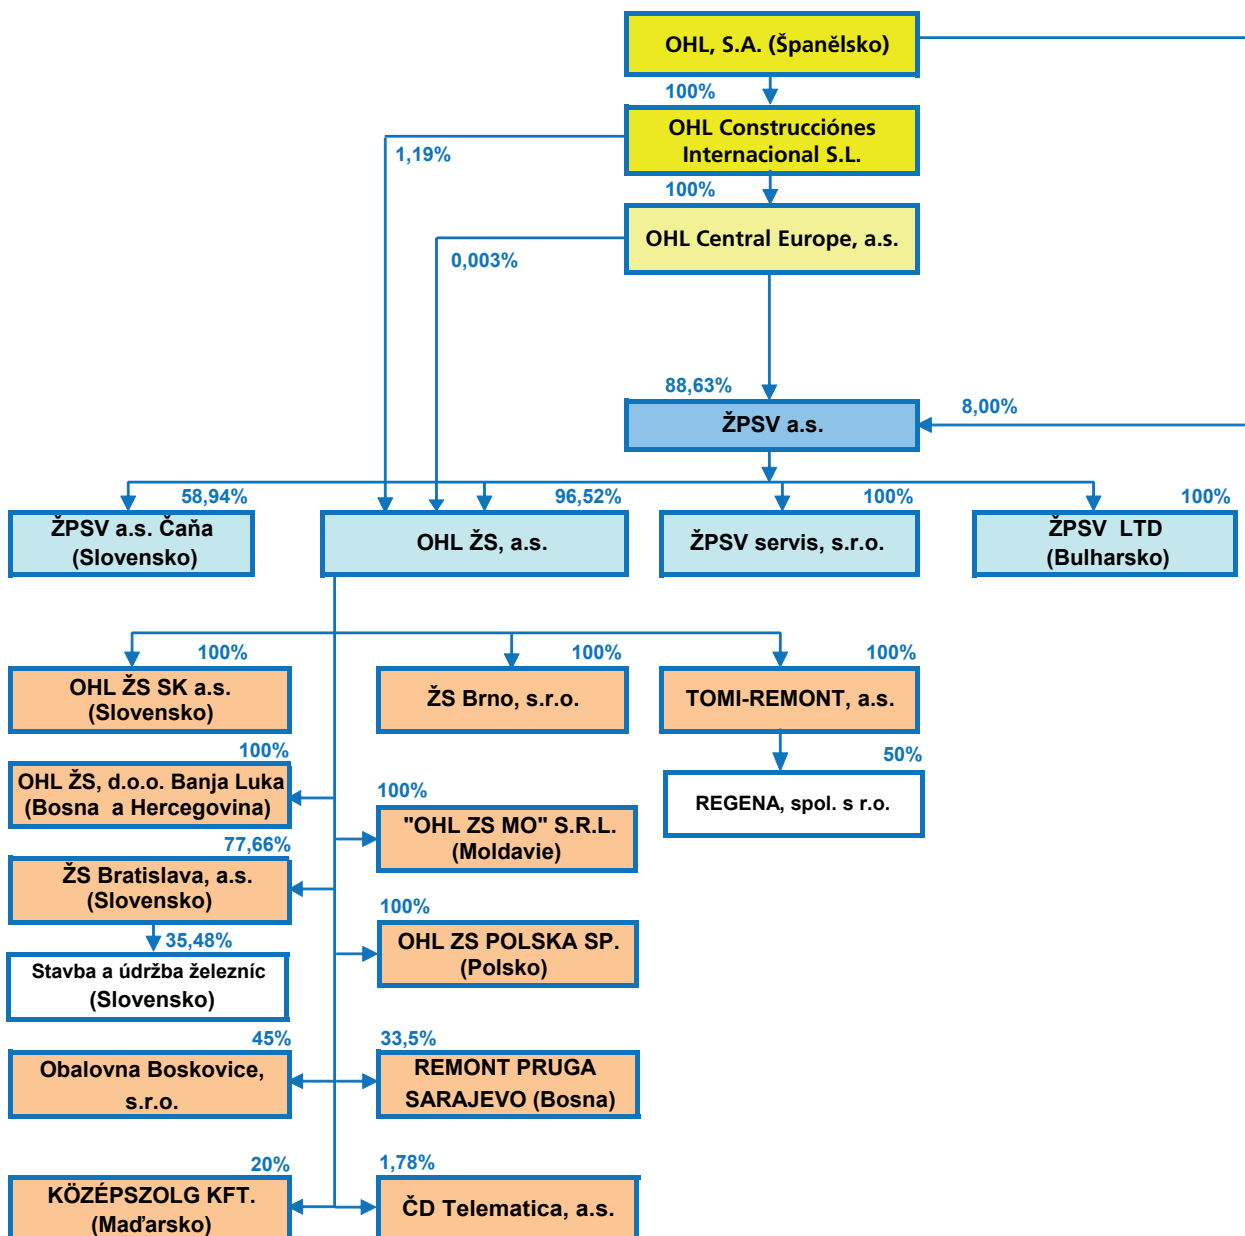 OHL, S.A. (Španělsko)
100%
OHL Construcciónes
Internacional S.L.
1,19%
100%
OHL Central Europe, a.s.
0,003%
88,63%
ŽPSV a.s.
8,00%
58,94%
ŽPSV a.s. Čaňa
(Slovensko)
96,52%
OHL ŽS, a.s.
100%
ŽPSV servis, s.r.o.
100%
ŽPSV LTD
(Bulharsko)
100%
OHL ŽS SK a.s.
(Slovensko)
100%
ŽS Brno, s.r.o.
100%
TOMI-REMONT, a.s.
100%
OHL ŽS, d.o.o. Banja Luka
(Bosna a Hercegovina)
50%
REGENA, spol. s r.o.
100%
"OHL ZS MO" S.R.L.
(Moldavie)
77,66%
ŽS Bratislava, a.s.
(Slovensko)
100%
OHL ZS POLSKA SP.
(Polsko)
35,48%
Stavba a údržba železníc
(Slovensko)
45%
Obalovna Boskovice,
s.r.o.
33,5%
REMONT PRUGA
SARAJEVO (Bosna)
20%
KÖZÉPSZOLG KFT.
(Maďarsko)
1,78%
ČD Telematica, a.s.